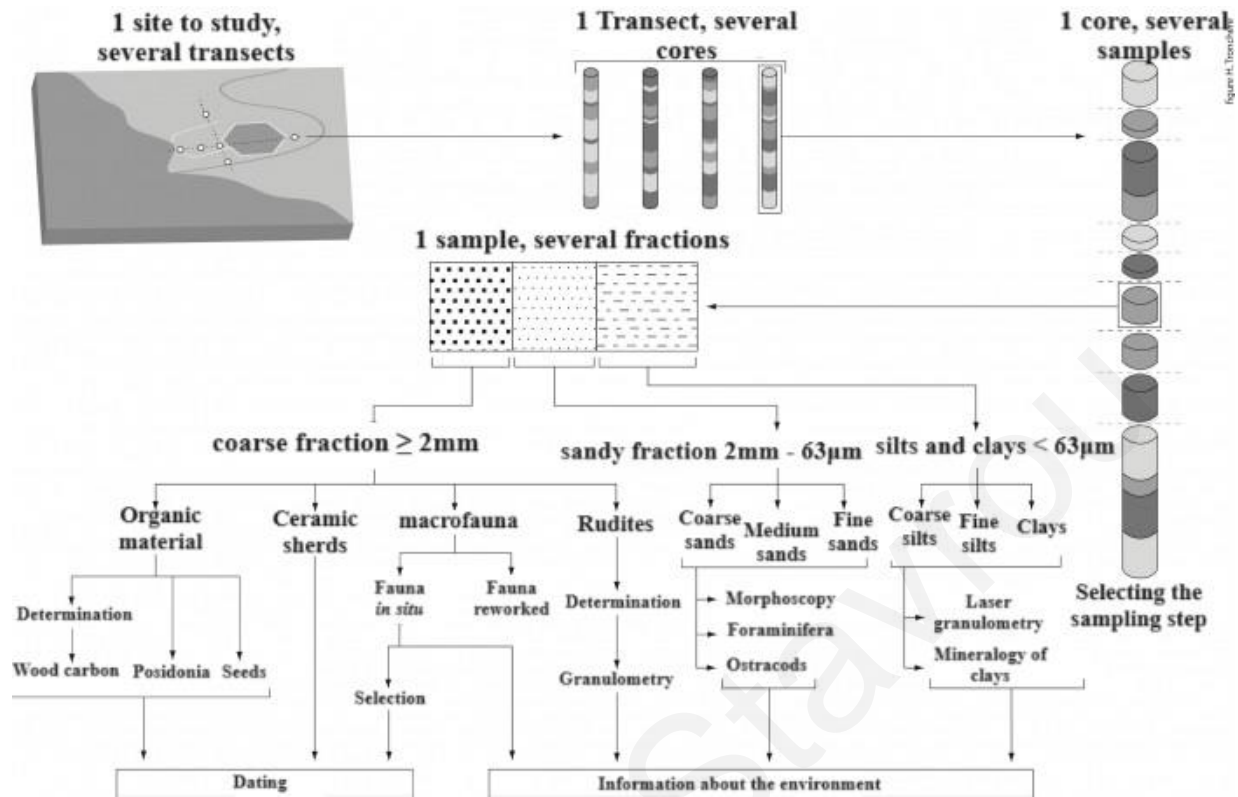 1 site to study,
several transects
1 Transect, several
cores
1 core, several
samples
figure H. Tronchère
1 sample, several fractions
coarse fraction ≥ 2mm
sandy fraction 2mm - 63µm
silts and clays < 63µm
Organic
material
Ceramic
sherds
macrofauna
Rudites
Coarse
sands
Medium
sands
Fine
sands
Coarse
silts
Fine
silts
Clays
Determination
Wood carbon
Posidonia
Seeds
Fauna
in situ
Fauna
reworked
Selection
Determination
Granulometry
Morphoscopy
Foraminifera
Ostracods
Laser
granulometry
Mineralogy of
clays
Selecting the
sampling step
Dating
Information about the environment
Stavrou